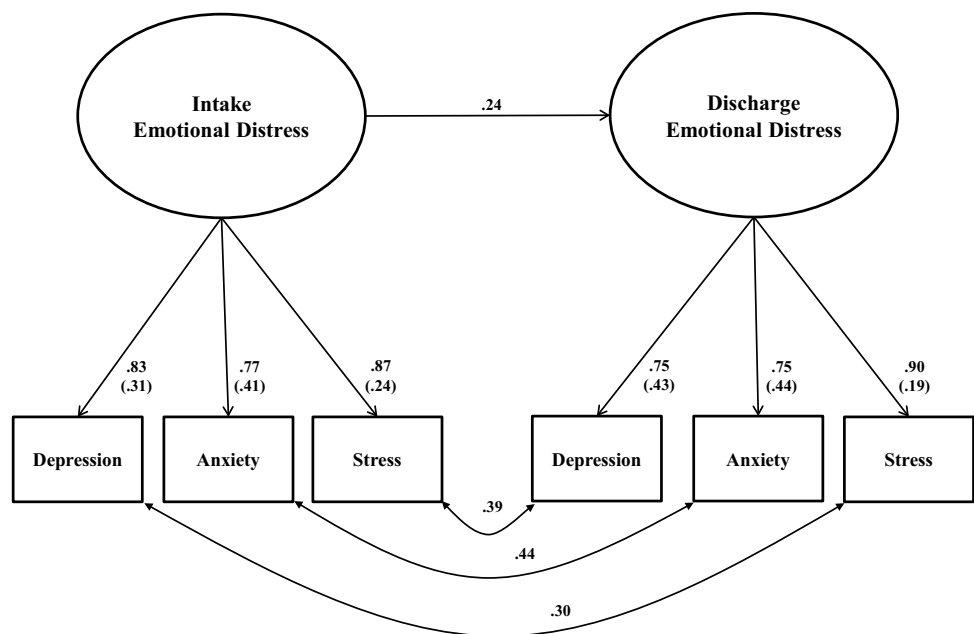 Intake
Emotional Distress
.24
Discharge
Emotional Distress
.83
(.31)
.77
(.41)
.87
(.24)
.75
(.43)
.75
(.44)
.90
(.19)
Depression
Anxiety
Stress
Depression
Anxiety
Stress
.39
.44
.30